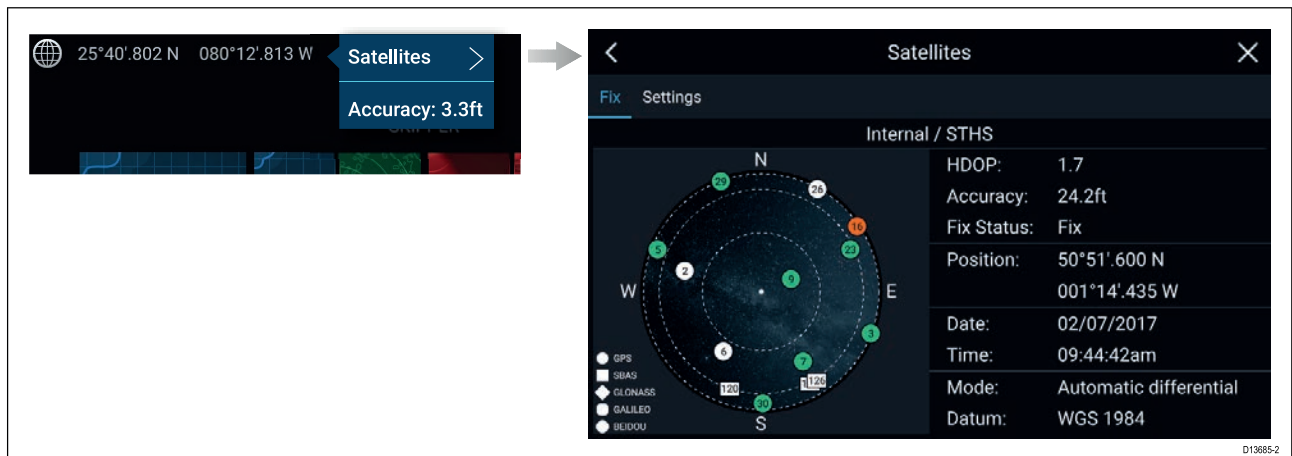 25°40'.802 N 080°12'.813 W
Satellites
Accuracy: 3.3ft
Satellites
Fix Settings
Internal / STHS
N
29
26
16
5
23
2
9
W
E
3
6
7
120
126
30
S
GPS
SBAS
GLONASS
GALILEO
BEIDOU
HDOP: 1.7
Accuracy: 24.2ft
Fix Status: Fix
Position: 50°51'.600 N
001°14'.435 W
Date: 02/07/2017
Time: 09:44:42am
Mode: Automatic differential
Datum: WGS 1984
D13685-2